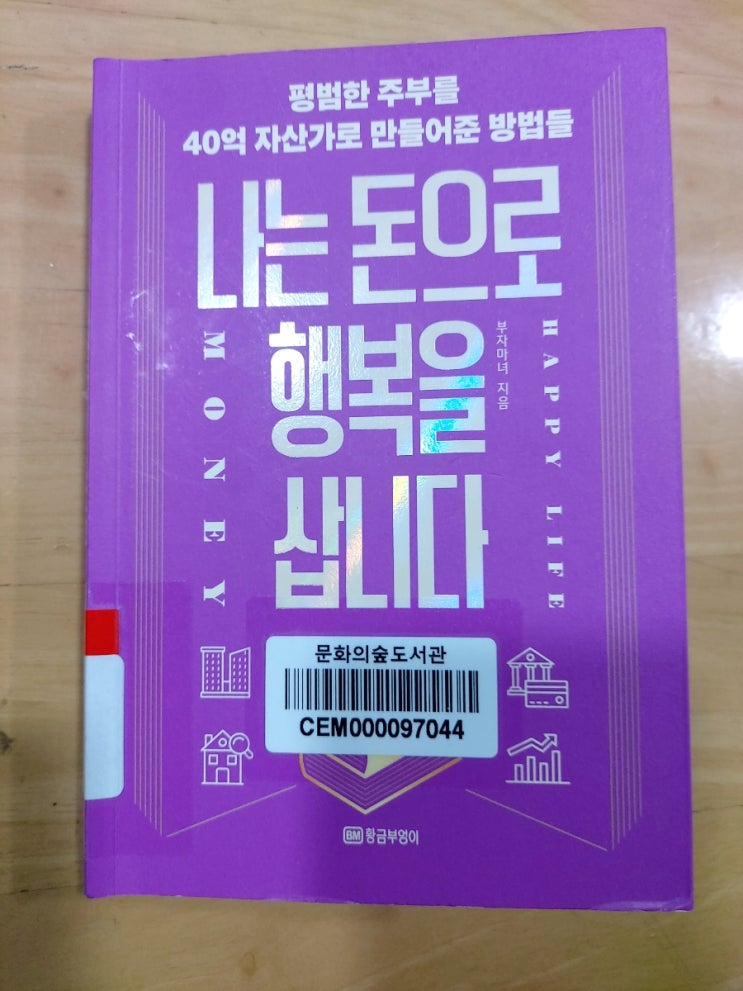 평범한 주부를
40억 자산가로 만들어준 방법들
나는 돈으로
행복을
삽니다
부자마녀 지음
MONEY
HAPPY LIFE
문화의숲도서관
CEM000097044
BM 황금부엉이